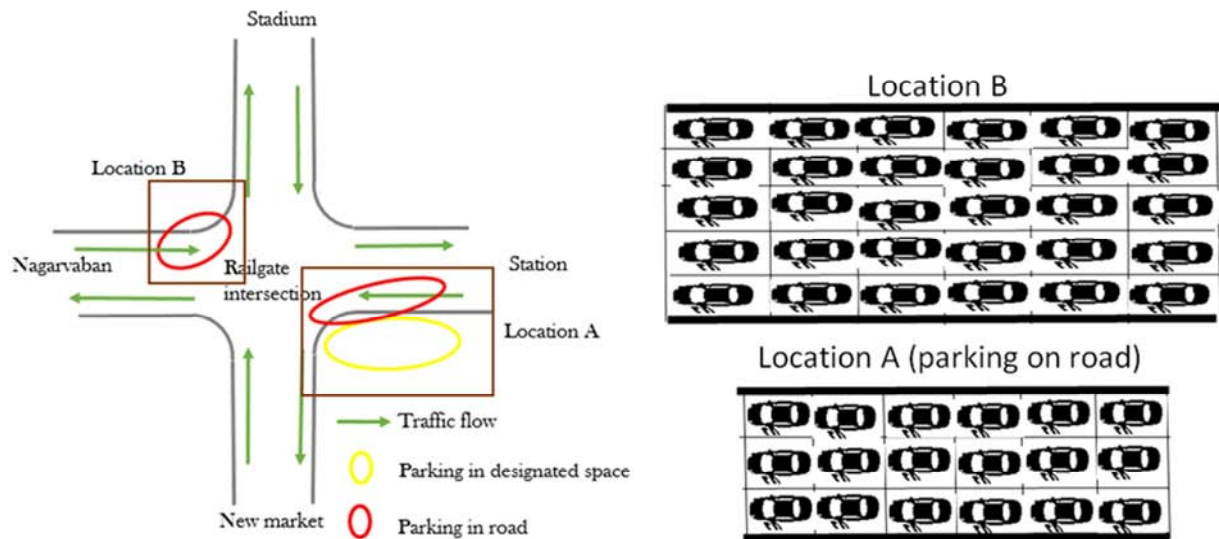 Stadium
Location B
Nagarvaban
Railgate
intersection
Station
Location A
Traffic flow
Parking in designated space
New market
Parking in road
Location B
Location A (parking on road)